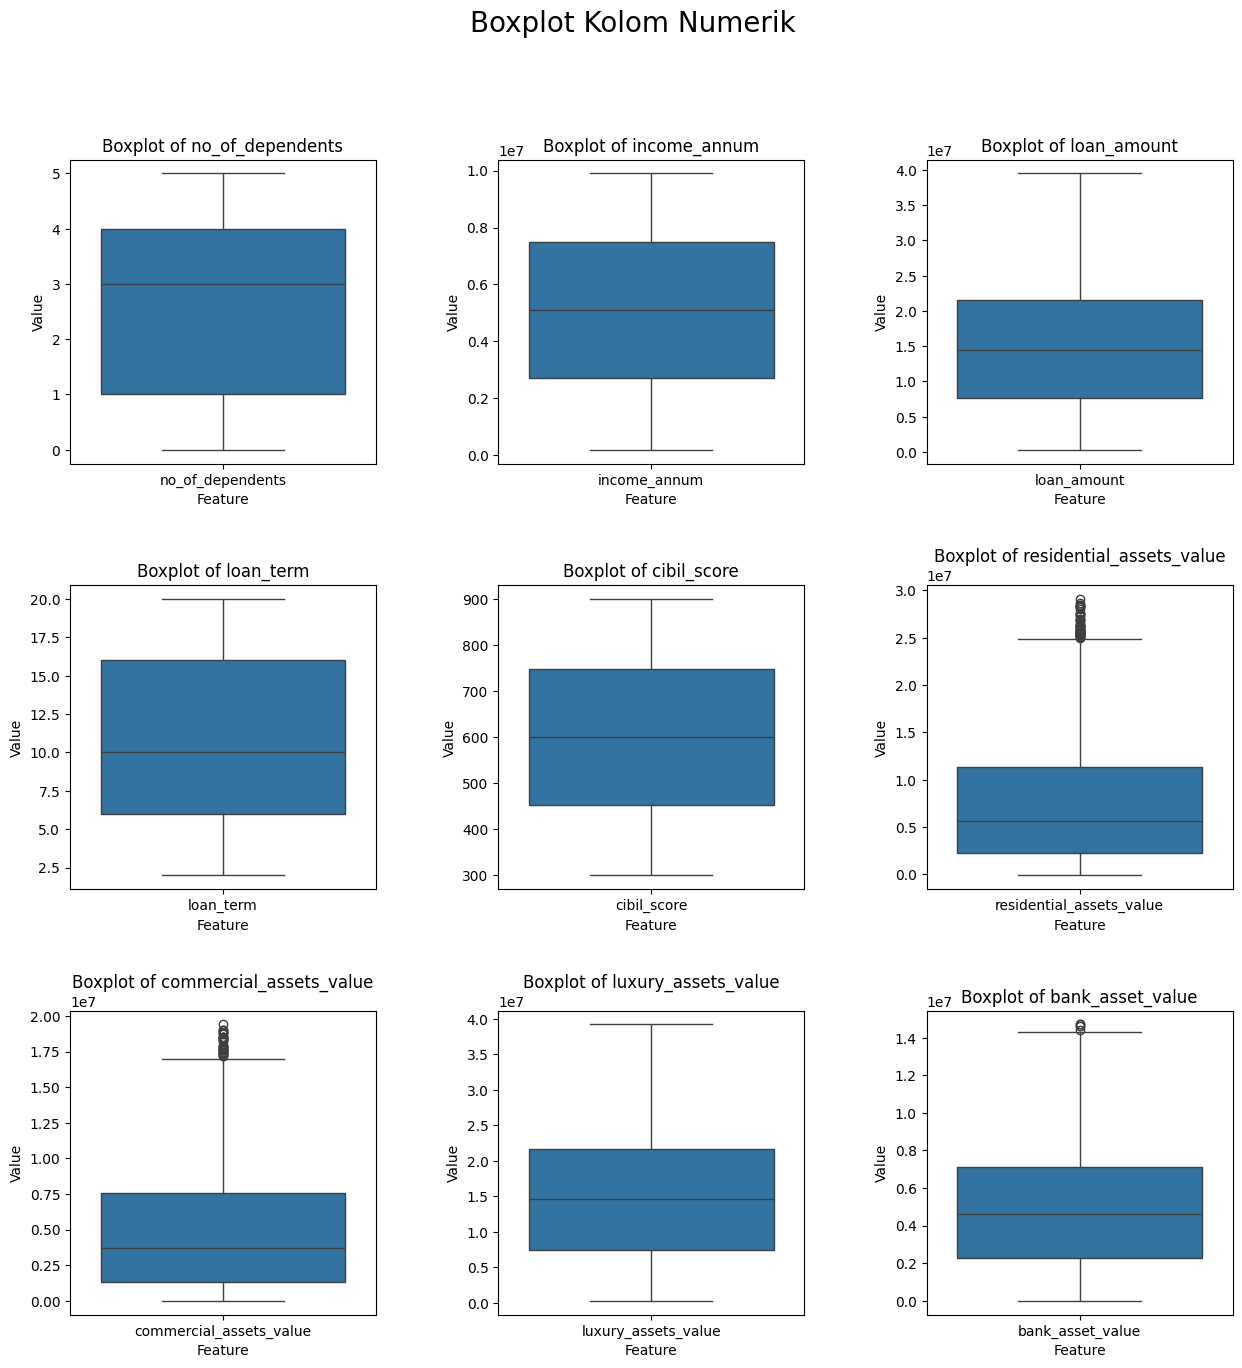 Boxplot Kolom Numerik
Boxplot of no_of_dependents
5
4
3
2
1
0
Value
no_of_dependents
Feature
Boxplot of income_annum
1e7
1.0
0.8
0.6
0.4
0.2
0.0
Value
income_annum
Feature
Boxplot of loan_amount
1e7
4.0
3.5
3.0
2.5
2.0
1.5
1.0
0.5
0.0
Value
loan_amount
Feature
Boxplot of loan_term
20.0
17.5
15.0
12.5
10.0
7.5
5.0
2.5
Value
loan_term
Feature
Boxplot of cibil_score
900
800
700
600
500
400
300
Value
cibil_score
Feature
Boxplot of residential_assets_value
1e7
3.0
2.5
2.0
1.5
1.0
0.5
0.0
Value
residential_assets_value
Feature
Boxplot of commercial_assets_value
1e7
2.00
1.75
1.50
1.25
1.00
0.75
0.50
0.25
0.00
Value
commercial_assets_value
Feature
Boxplot of luxury_assets_value
1e7
4.0
3.5
3.0
2.5
2.0
1.5
1.0
0.5
0.0
Value
luxury_assets_value
Feature
Boxplot of bank_asset_value
1e7
1.4
1.2
1.0
0.8
0.6
0.4
0.2
0.0
Value
bank_asset_value
Feature